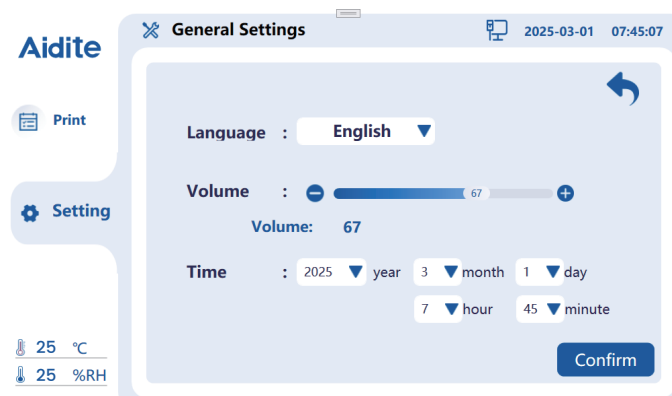 Aidite
General Settings
2025-03-01 07:45:07
Print
Setting
Language : English
Volume : 67
Volume: 67
Time : 2025 year 3 month 1 day
7 hour 45 minute
Confirm
25 ℃
25 %RH